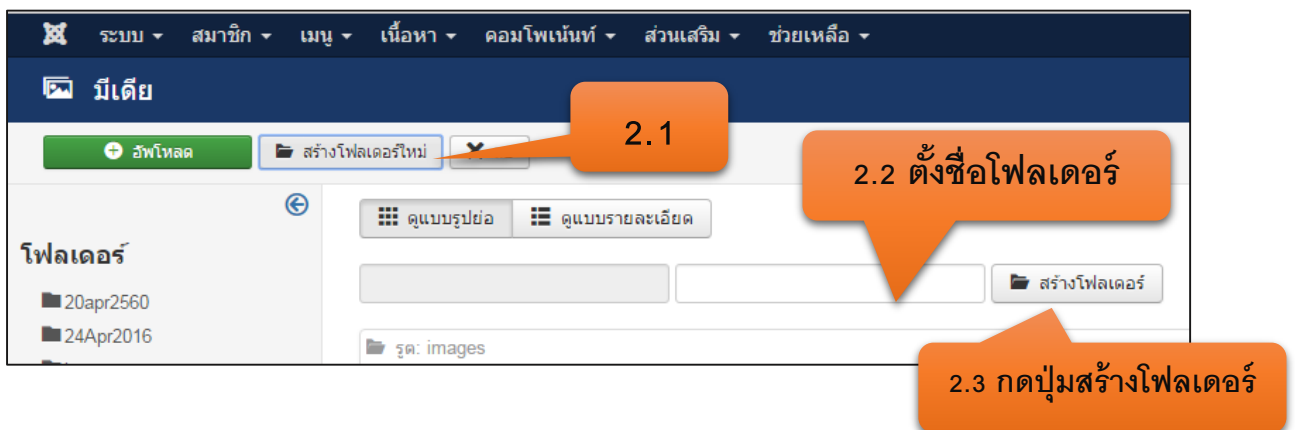 ระบบ สมาชิก เมนู เนื้อหา คอมโพเน้นท์ ส่วนเสริม ช่วยเหลือ
มีเดีย
อัพโหลด สร้างโฟลเดอร์ใหม่
2.1
2.2 ตั้งชื่อโฟลเดอร์
ดูแบบรูปย่อ ดูแบบรายละเอียด
โฟลเดอร์
สร้างโฟลเดอร์
20apr2560
24Apr2016
รูต: images
2.3 กดปุ่มสร้างโฟลเดอร์